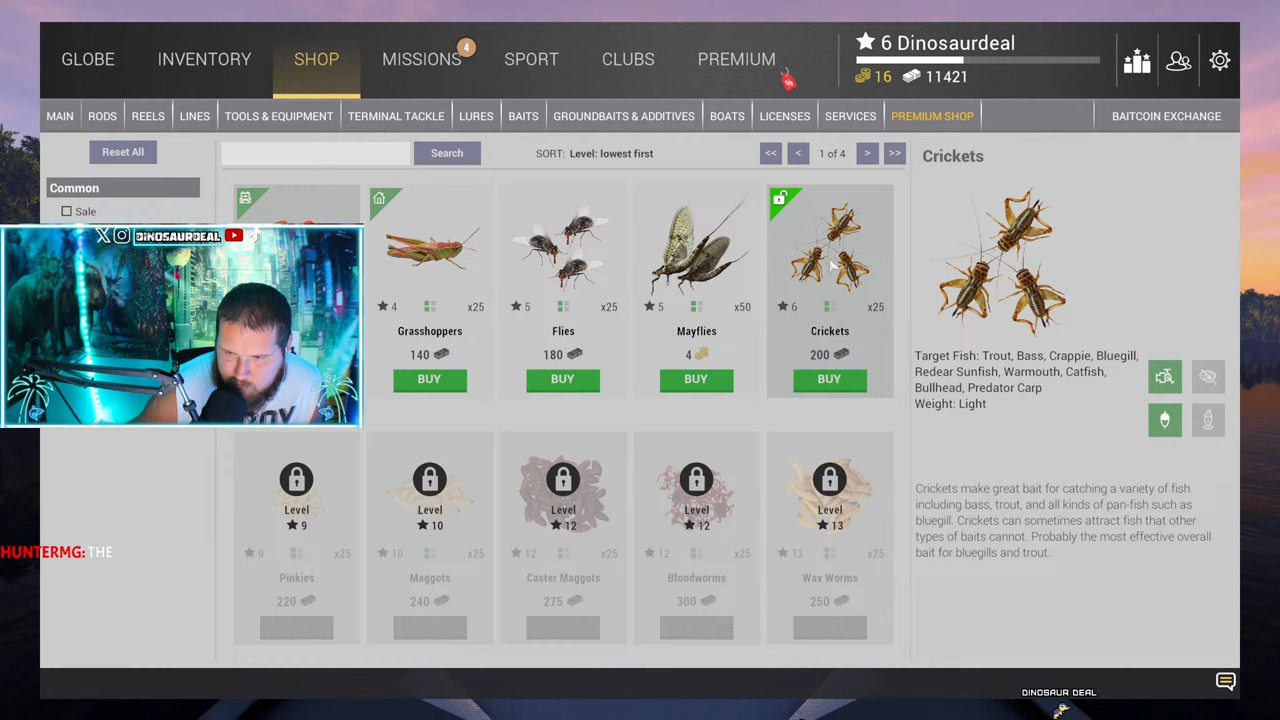 GLOBE
INVENTORY
SHOP
MISSIONS
4
SPORT
CLUBS
PREMIUM
%
6 Dinosaurdeal
16
11421
MAIN
RODS
REELS
LINES
TOOLS & EQUIPMENT
TERMINAL TACKLE
LURES
BAITS
GROUNDBAITS & ADDITIVES
BOATS
LICENSES
SERVICES
PREMIUM SHOP
BAITCOIN EXCHANGE
Reset All
Search
SORT: Level: lowest first
<<
<
1 of 4
>
>>
Common
Sale
DINOSAURDEAL
4
x25
Grasshoppers
140
BUY
5
x25
Flies
180
BUY
5
x50
Mayflies
4
BUY
6
x25
Crickets
200
BUY
Level
9
9
x25
Pinkies
220
Level
10
10
x25
Maggots
240
Level
12
12
x25
Caster Maggots
275
Level
12
12
x25
Bloodworms
300
Level
13
13
x25
Wax Worms
250
Crickets
Target Fish: Trout, Bass, Crappie, Bluegill,
Redear Sunfish, Warmouth, Catfish,
Bullhead, Predator Carp
Weight: Light
Crickets make great bait for catching a variety of fish
including bass, trout, and all kinds of pan-fish such as
bluegill. Crickets can sometimes attract fish that other
types of baits cannot. Probably the most effective overall
bait for bluegills and trout.
HUNTERMG: THE
DINOSAUR DEAL